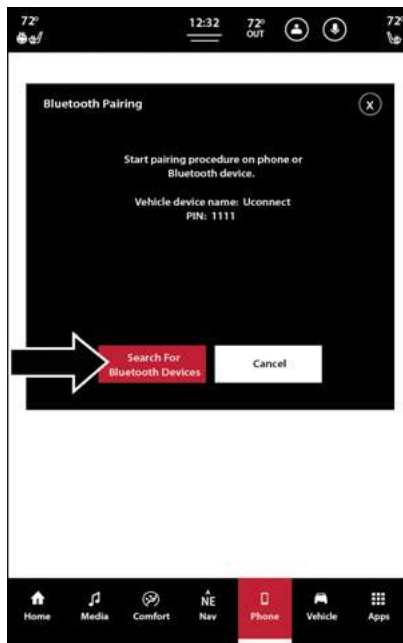 72°
12:32
72°
OUT
72°
Bluetooth Pairing
X
Start pairing procedure on phone or
Bluetooth device.
Vehicle device name: Uconnect
PIN: 1111
Search For
Bluetooth Devices
Cancel
NE
Home
Media
Comfort
Nav
Phone
Vehicle
Apps